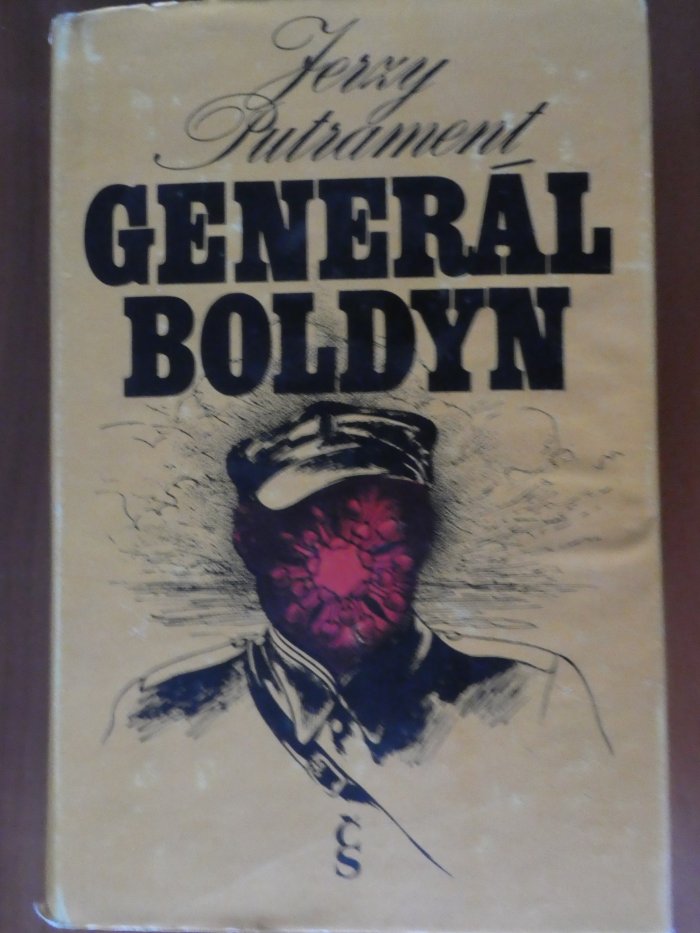 Jerzy
Putrament
GENERÁL
BOLDYN
ČS